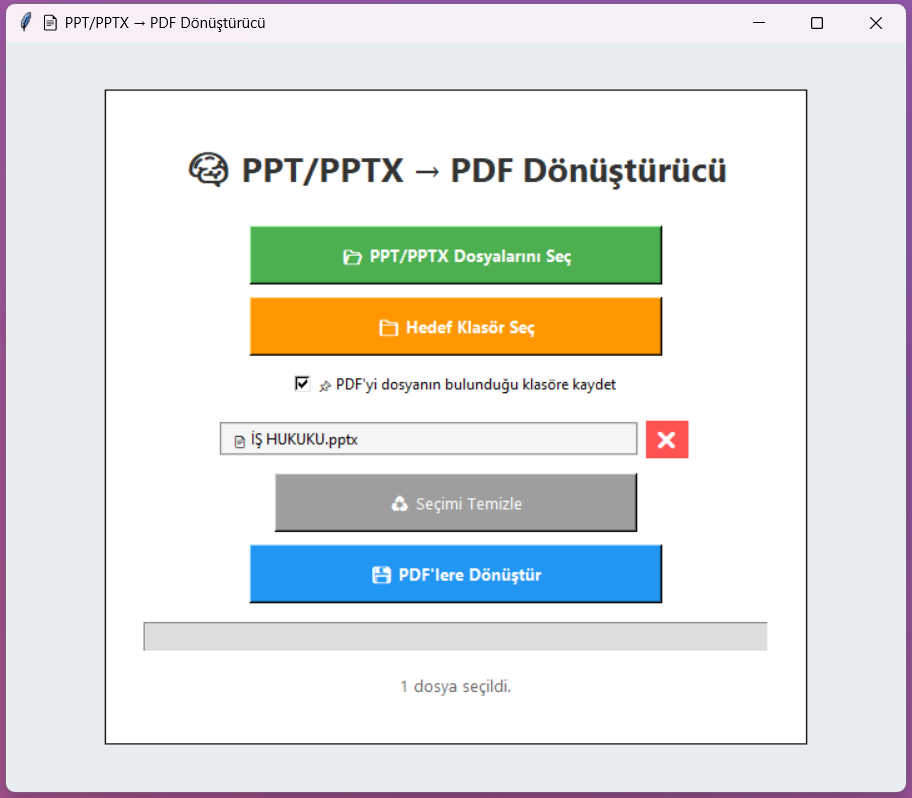 PPT/PPTX → PDF Dönüştürücü
PPT/PPTX → PDF Dönüştürücü
PPT/PPTX Dosyalarını Seç
Hedef Klasör Seç
PDF'yi dosyanın bulunduğu klasöre kaydet
İŞ HUKUKU.pptx
Seçimi Temizle
PDF'lere Dönüştür
1 dosya seçildi.